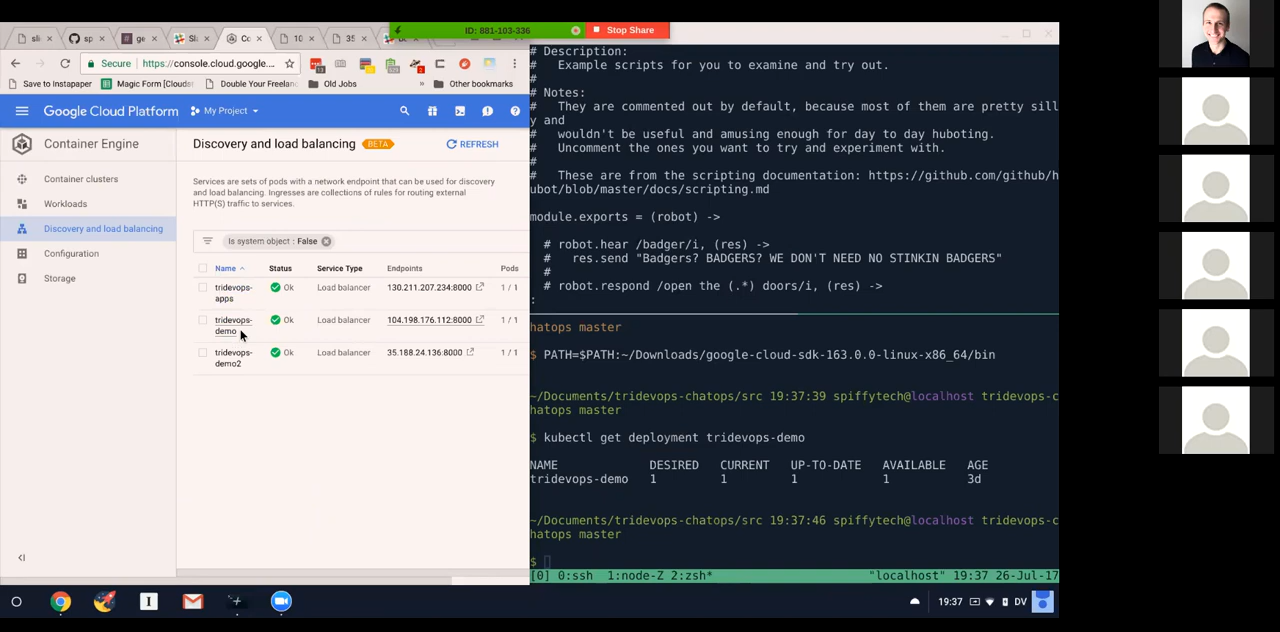 ID: 881-103-336
Stop Share
sli
sp
ge
Sl
Co
10
35
Secure
https://console.cloud.google...
Save to Instapaper
Magic Form [Clouds
Double Your Freelanc
Old Jobs
»
Other bookmarks
Google Cloud Platform
My Project
Container Engine
Container clusters
Workloads
Discovery and load balancing
Configuration
Storage
Discovery and load balancing BETA
REFRESH
Services are sets of pods with a network endpoint that can be used for discovery
and load balancing. Ingresses are collections of rules for routing external
HTTP(S) traffic to services.
Is system object : False
Name Status Service Type Endpoints Pods
tridevops-apps Ok Load balancer 130.211.207.234:8000 1 / 1
tridevops-demo Ok Load balancer 104.198.176.112:8000 1 / 1
tridevops-demo2 Ok Load balancer 35.188.24.136:8000 1 / 1
# Description:
#   Example scripts for you to examine and try out.
#
# Notes:
#   They are commented out by default, because most of them are pretty sill
y and
#   wouldn't be useful and amusing enough for day to day huboting.
#   Uncomment the ones you want to try and experiment with.
#
#   These are from the scripting documentation: https://github.com/github/h
ubot/blob/master/docs/scripting.md
module.exports = (robot) ->
# robot.hear /badger/i, (res) ->
#   res.send "Badgers? BADGERS? WE DON'T NEED NO STINKIN BADGERS"
#
# robot.respond /open the (.*) doors/i, (res) ->
:
hatops master
$ PATH=$PATH:~/Downloads/google-cloud-sdk-163.0.0-linux-x86_64/bin
~/Documents/tridevops-chatops/src 19:37:39 spiffytech@localhost tridevops-c
hatops master
$ kubectl get deployment tridevops-demo
NAME DESIRED CURRENT UP-TO-DATE AVAILABLE AGE
tridevops-demo 1 1 1 1 3d
~/Documents/tridevops-chatops/src 19:37:46 spiffytech@localhost tridevops-c
hatops master
$
[0] 0:ssh 1:node-Z 2:zsh* "localhost" 19:37 26-Jul-17
19:37 DV